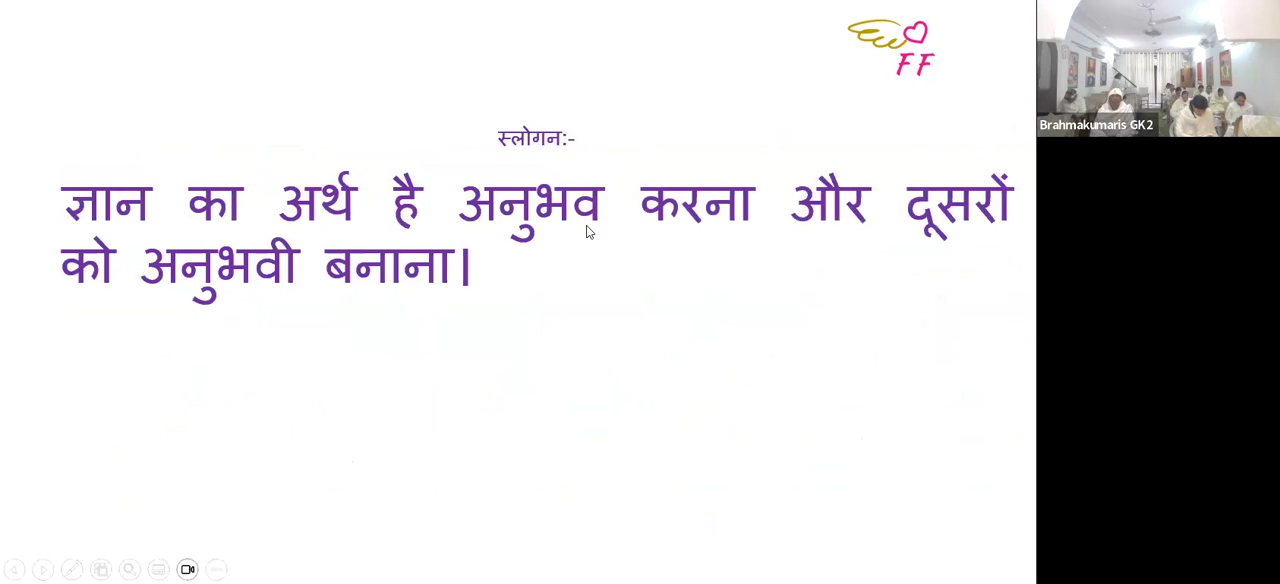 FF
स्लोगन:-
ज्ञान का अर्थ है अनुभव करना और दूसरों
को अनुभवी बनाना।
Brahmakumaris GK2